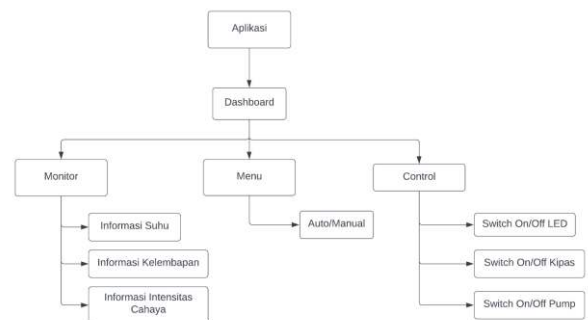 Aplikasi
Dashboard
Monitor
Menu
Control
Informasi Suhu
Auto/Manual
Switch On/Off LED
Informasi Kelembapan
Switch On/Off Kipas
Informasi Intensitas
Cahaya
Switch On/Off Pump